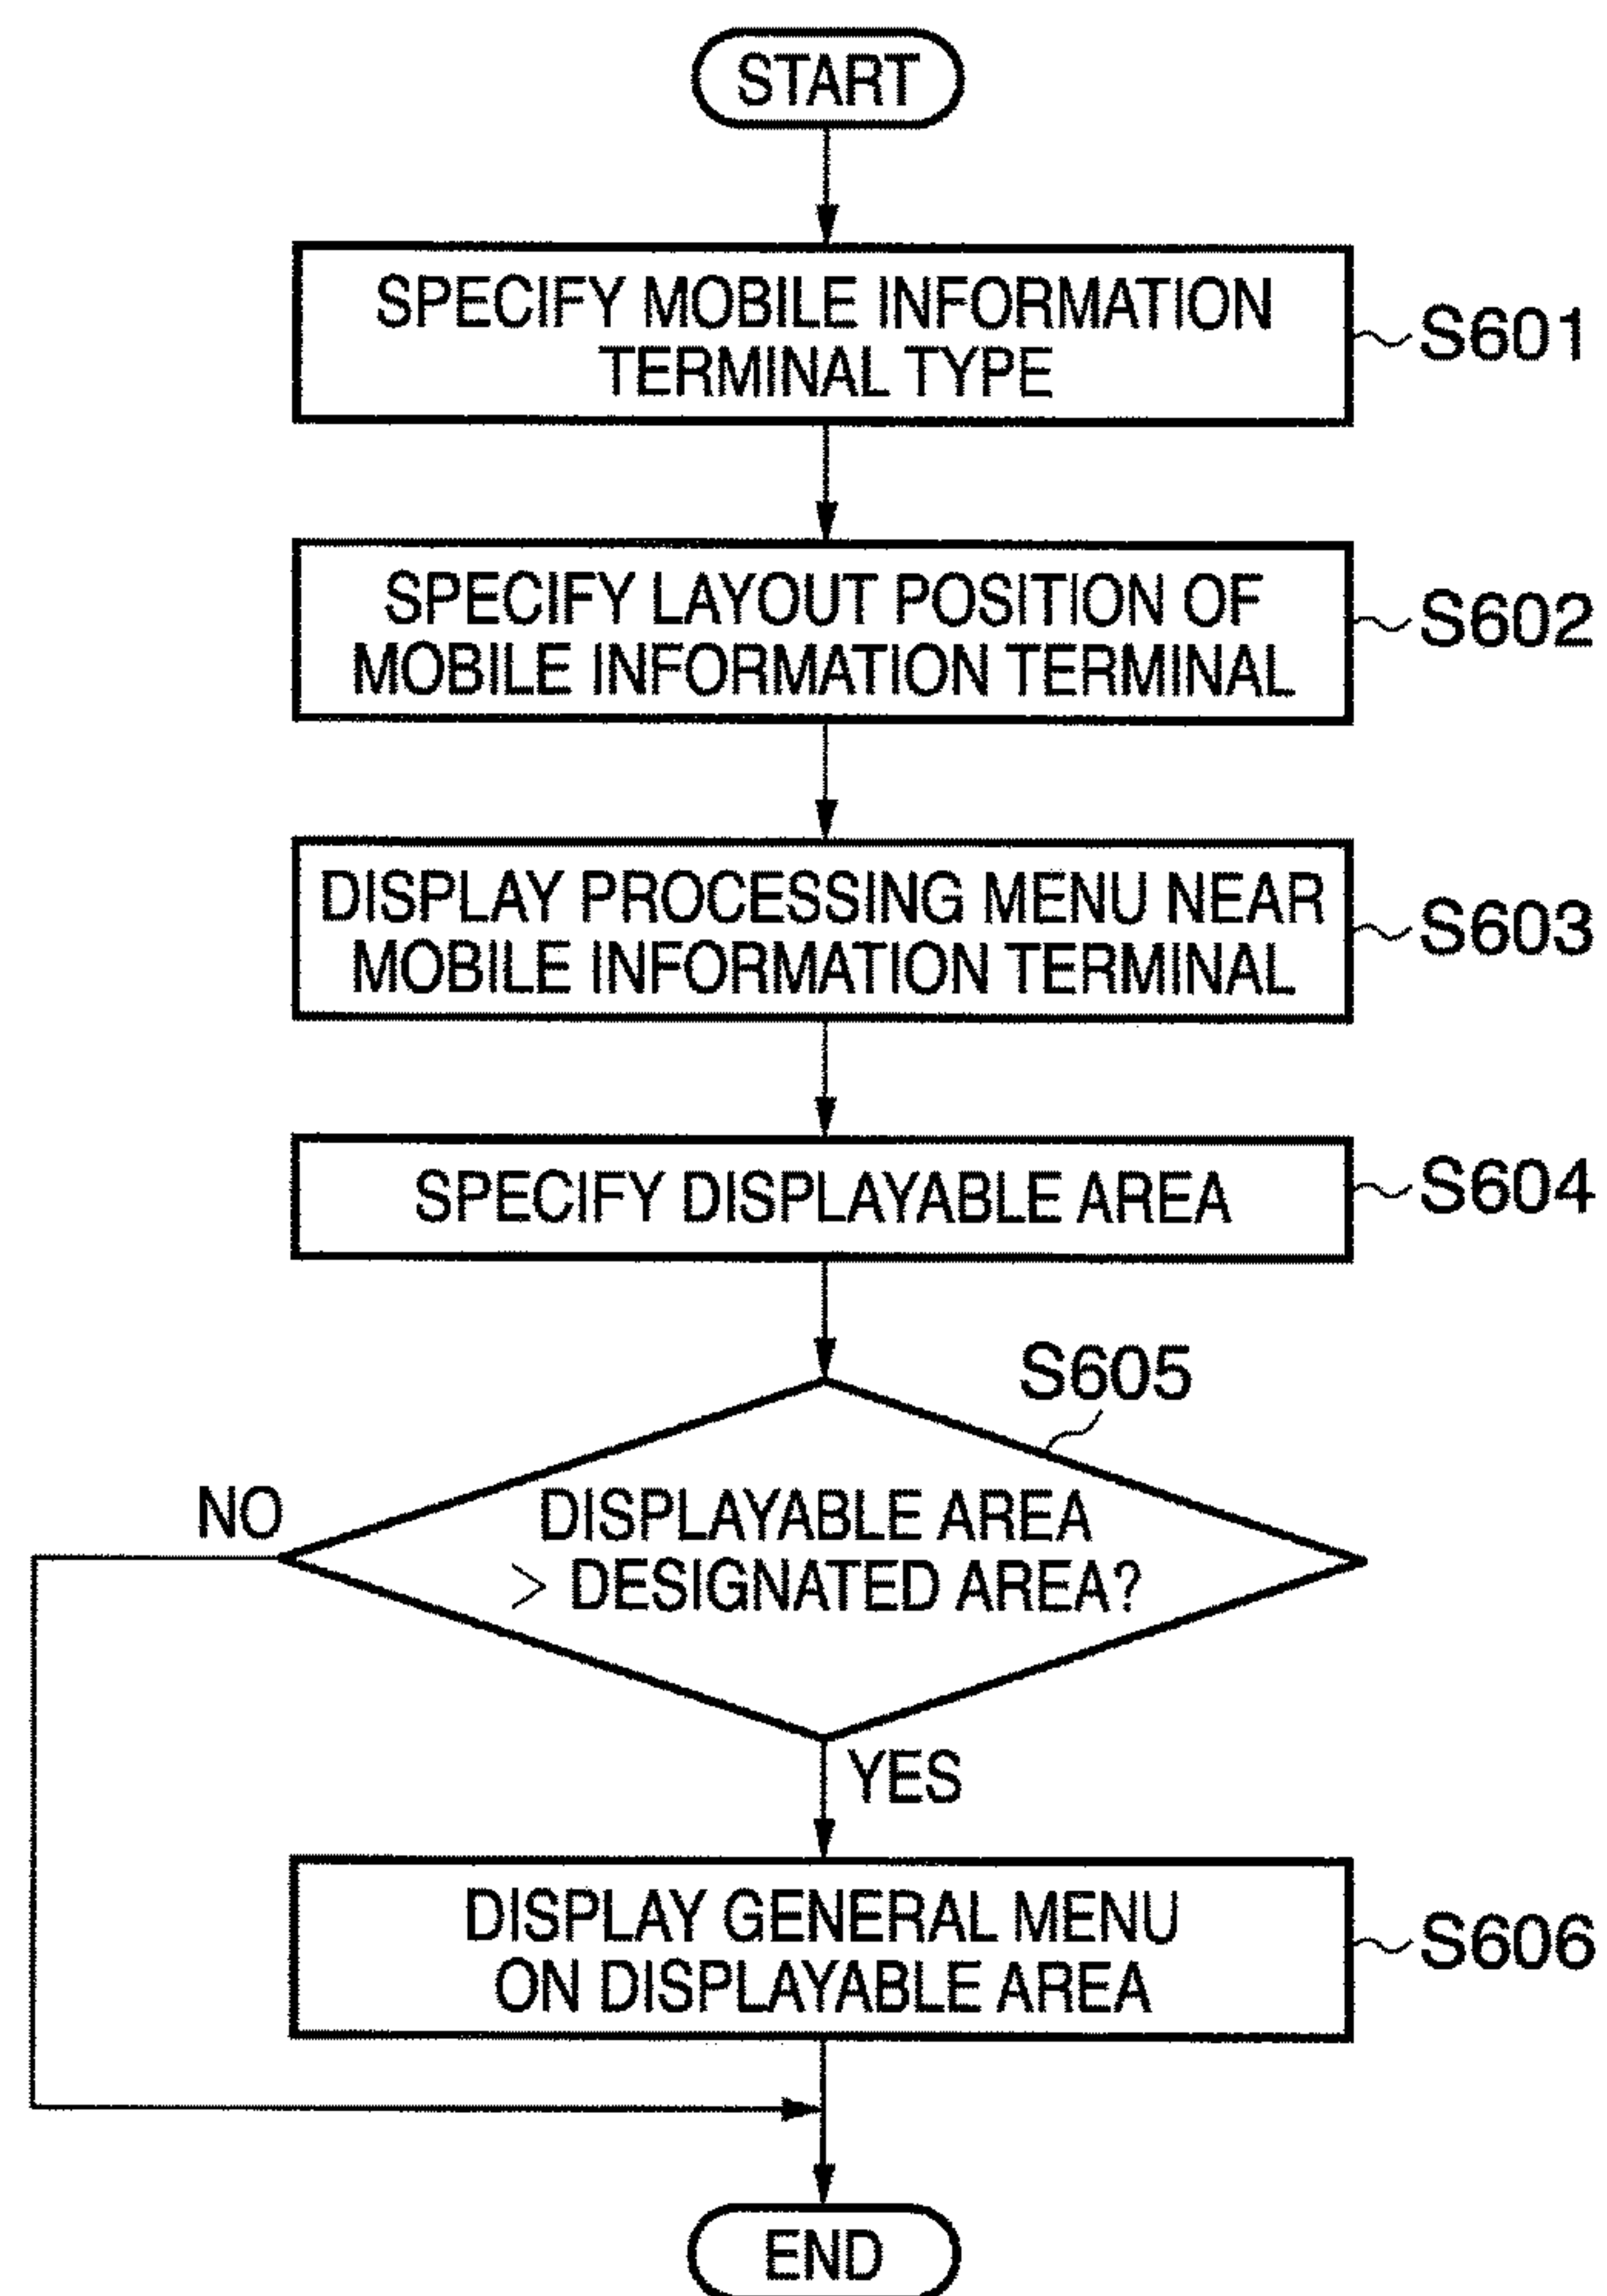 START
SPECIFY MOBILE INFORMATION
TERMINAL TYPE
S601
SPECIFY LAYOUT POSITION OF
MOBILE INFORMATION TERMINAL
S602
DISPLAY PROCESSING MENU NEAR
MOBILE INFORMATION TERMINAL
S603
SPECIFY DISPLAYABLE AREA
S604
S605
DISPLAYABLE AREA
> DESIGNATED AREA?
NO
YES
DISPLAY GENERAL MENU
ON DISPLAYABLE AREA
S606
END